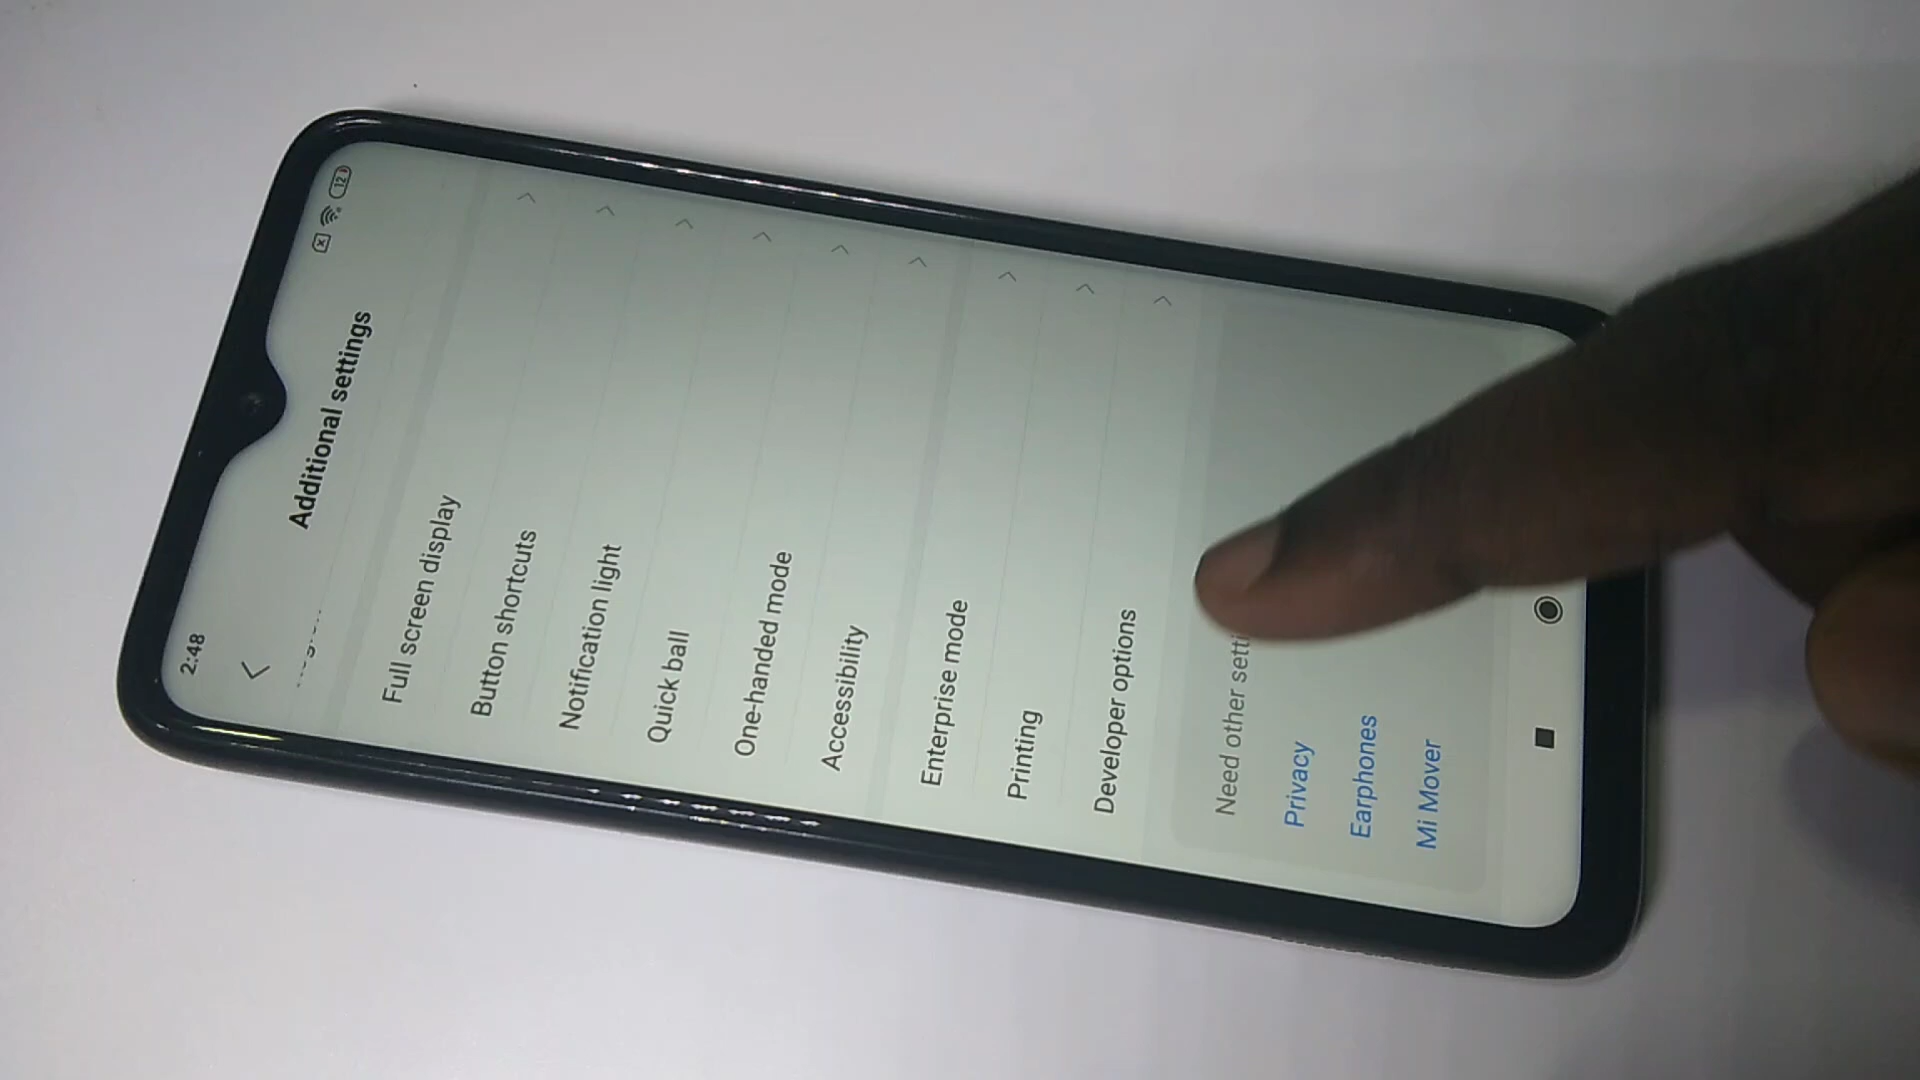 2:48
12
Additional settings
Full screen display
Button shortcuts
Notification light
Quick ball
One-handed mode
Accessibility
Enterprise mode
Printing
Developer options
Need other
Privacy
Earphones
Mi Mover